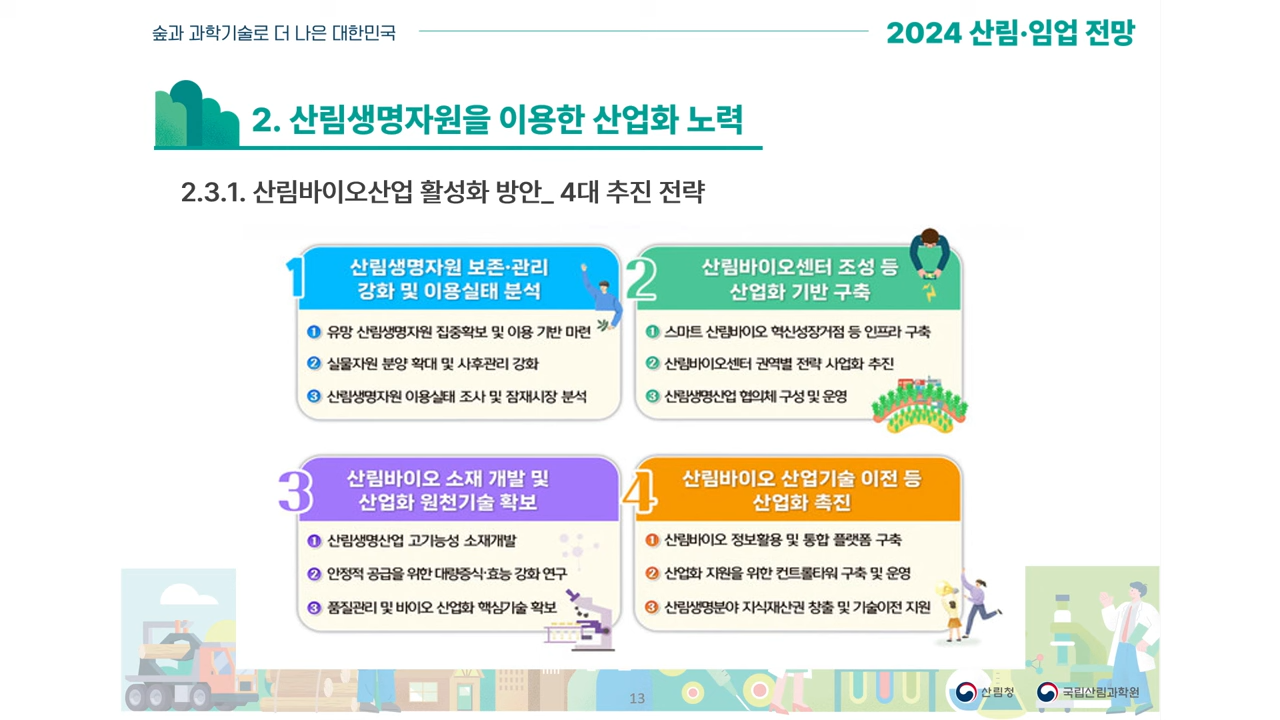 숲과 과학기술로 더 나은 대한민국
2024 산림·임업 전망
2. 산림생명자원을 이용한 산업화 노력
2.3.1. 산림바이오산업 활성화 방안_ 4대 추진 전략
1
산림생명자원 보존·관리
강화 및 이용실태 분석
1 유망 산림생명자원 집중확보 및 이용 기반 마련
2 실물자원 분양 확대 및 사후관리 강화
3 산림생명자원 이용실태 조사 및 잠재시장 분석
2
산림바이오센터 조성 등
산업화 기반 구축
1 스마트 산림바이오 혁신성장거점 등 인프라 구축
2 산림바이오센터 권역별 전략 사업화 추진
3 산림생명산업 협의체 구성 및 운영
3
산림바이오 소재 개발 및
산업화 원천기술 확보
1 산림생명산업 고기능성 소재개발
2 안정적 공급을 위한 대량증식·효능 강화 연구
3 품질관리 및 바이오 산업화 핵심기술 확보
4
산림바이오 산업기술 이전 등
산업화 촉진
1 산림바이오 정보활용 및 통합 플랫폼 구축
2 산업화 지원을 위한 컨트롤타워 구축 및 운영
3 산림생명분야 지식재산권 창출 및 기술이전 지원
13
산림청
국립산림과학원